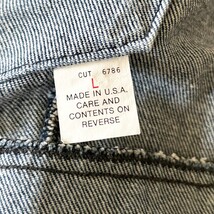 CUT 6786
L
MADE IN U.S.A.
CARE AND
CONTENTS ON
REVERSE